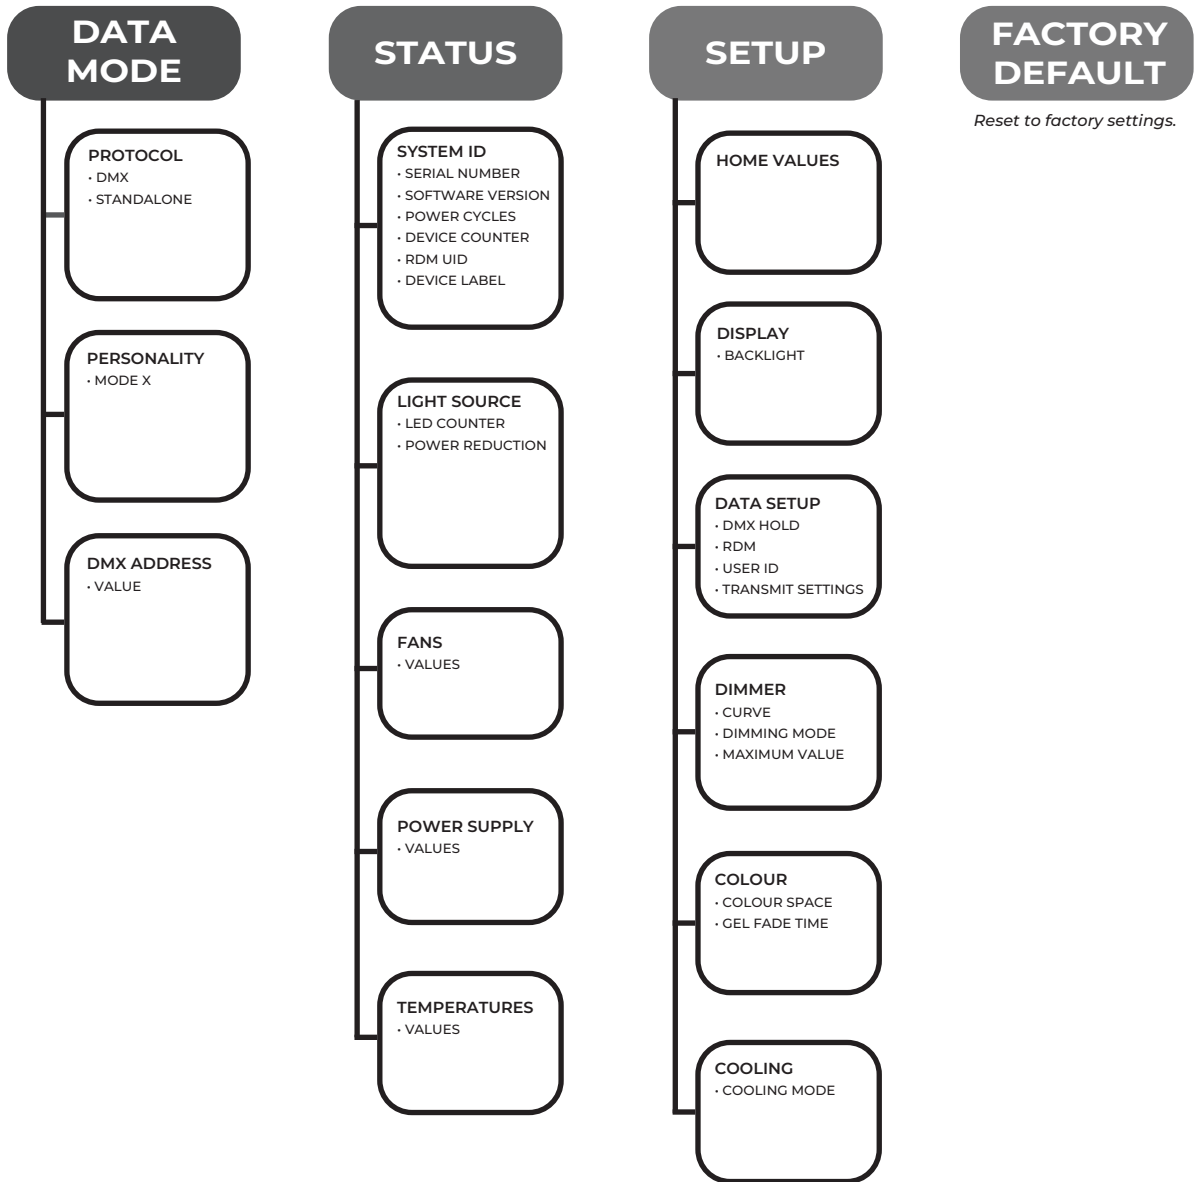 DATA
MODE
PROTOCOL
• DMX
• STANDALONE
PERSONALITY
• MODE X
DMX ADDRESS
• VALUE
STATUS
SYSTEM ID
• SERIAL NUMBER
• SOFTWARE VERSION
• POWER CYCLES
• DEVICE COUNTER
• RDM UID
• DEVICE LABEL
LIGHT SOURCE
• LED COUNTER
• POWER REDUCTION
FANS
• VALUES
POWER SUPPLY
• VALUES
TEMPERATURES
• VALUES
SETUP
HOME VALUES
DISPLAY
• BACKLIGHT
DATA SETUP
• DMX HOLD
• RDM
• USER ID
• TRANSMIT SETTINGS
DIMMER
• CURVE
• DIMMING MODE
• MAXIMUM VALUE
COLOUR
• COLOUR SPACE
• GEL FADE TIME
COOLING
• COOLING MODE
FACTORY
DEFAULT
Reset to factory settings.